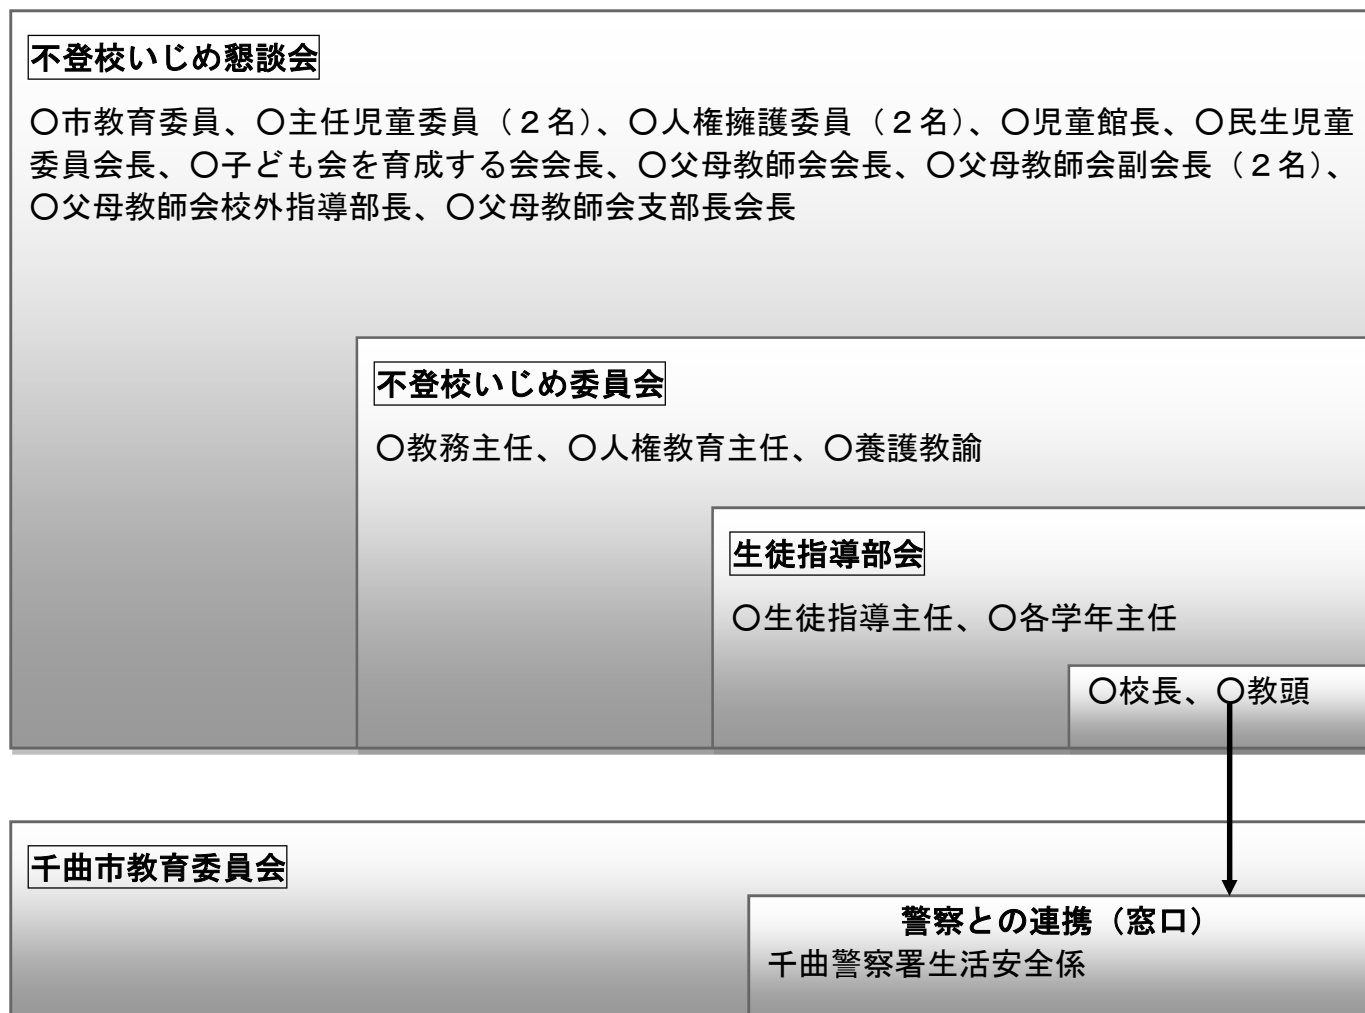 不登校いじめ懇談会
○市教育委員、○主任児童委員（２名）、○人権擁護委員（２名）、○児童館長、○民生児童
委員会長、○子ども会を育成する会会長、○父母教師会会長、○父母教師会副会長（２名）、
○父母教師会校外指導部長、○父母教師会支部長会長
不登校いじめ委員会
○教務主任、○人権教育主任、○養護教諭
生徒指導部会
○生徒指導主任、○各学年主任
○校長、○教頭
千曲市教育委員会
警察との連携（窓口）
千曲警察署生活安全係